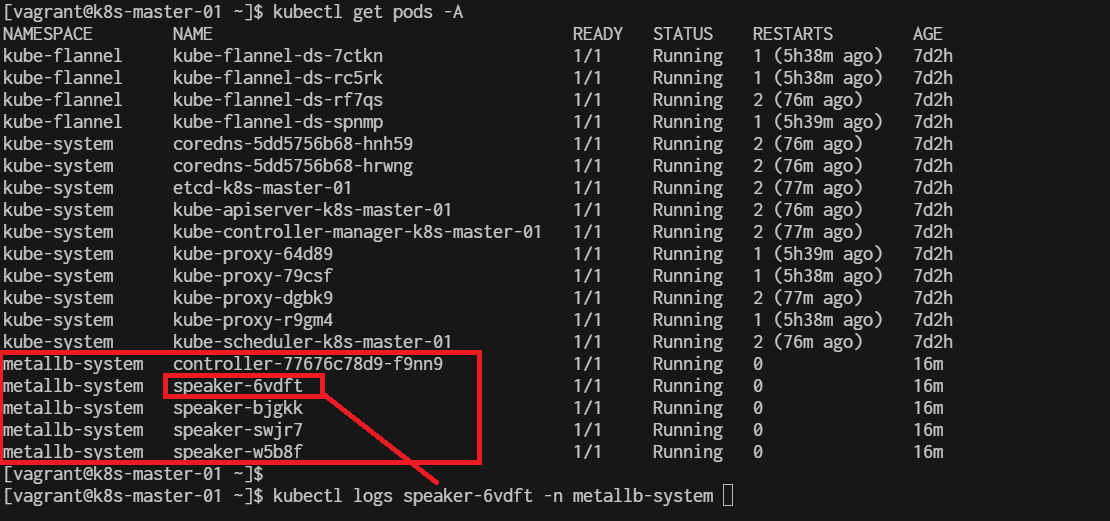 [vagrant@k8s-master-01 ~]$ kubectl get pods -A
NAMESPACE NAME READY STATUS RESTARTS AGE
kube-flannel kube-flannel-ds-7ctkn 1/1 Running 1 (5h38m ago) 7d2h
kube-flannel kube-flannel-ds-rc5rk 1/1 Running 1 (5h38m ago) 7d2h
kube-flannel kube-flannel-ds-rf7qs 1/1 Running 2 (76m ago) 7d2h
kube-flannel kube-flannel-ds-spnmp 1/1 Running 1 (5h39m ago) 7d2h
kube-system coredns-5dd5756b68-hnh59 1/1 Running 2 (76m ago) 7d2h
kube-system coredns-5dd5756b68-hrwng 1/1 Running 2 (76m ago) 7d2h
kube-system etcd-k8s-master-01 1/1 Running 2 (77m ago) 7d2h
kube-system kube-apiserver-k8s-master-01 1/1 Running 2 (76m ago) 7d2h
kube-system kube-controller-manager-k8s-master-01 1/1 Running 2 (77m ago) 7d2h
kube-system kube-proxy-64d89 1/1 Running 1 (5h39m ago) 7d2h
kube-system kube-proxy-79csf 1/1 Running 1 (5h38m ago) 7d2h
kube-system kube-proxy-dgbk9 1/1 Running 2 (77m ago) 7d2h
kube-system kube-proxy-r9gm4 1/1 Running 1 (5h38m ago) 7d2h
kube-system kube-scheduler-k8s-master-01 1/1 Running 2 (76m ago) 7d2h
metallb-system controller-77676c78d9-f9nn9 1/1 Running 0 16m
metallb-system speaker-6vdft 1/1 Running 0 16m
metallb-system speaker-bjgkk 1/1 Running 0 16m
metallb-system speaker-swjr7 1/1 Running 0 16m
metallb-system speaker-w5b8f 1/1 Running 0 16m
[vagrant@k8s-master-01 ~]$
[vagrant@k8s-master-01 ~]$ kubectl logs speaker-6vdft -n metallb-system